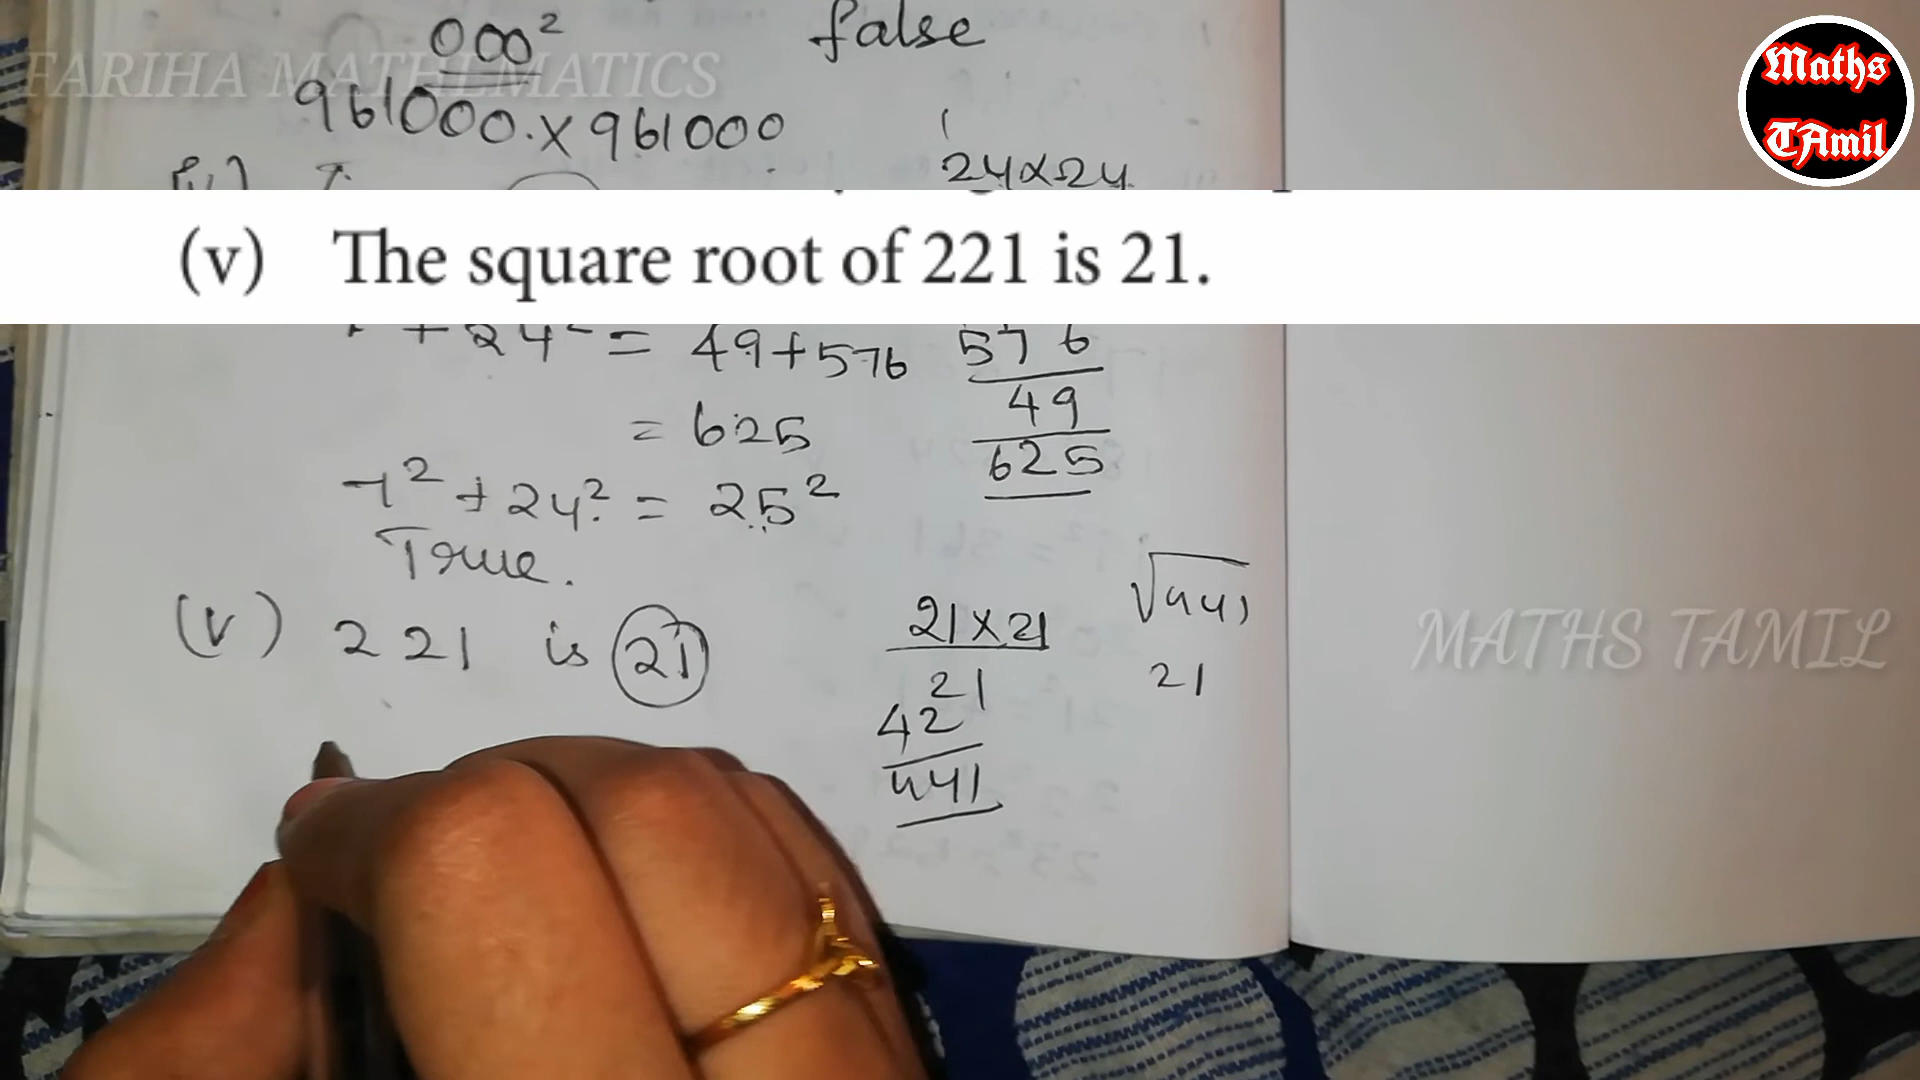 000²
false
FARIHA MATHEMATICS
961000.×961000
24×24
(v) The square root of 221 is 21.
+ 24² = 49+576
576
49
625
= 625
7² + 24² = 25²
True.
(v) 221 is 21
21×21
21
42
441
√441
21
MATHS TAMIL
Maths
TAmil